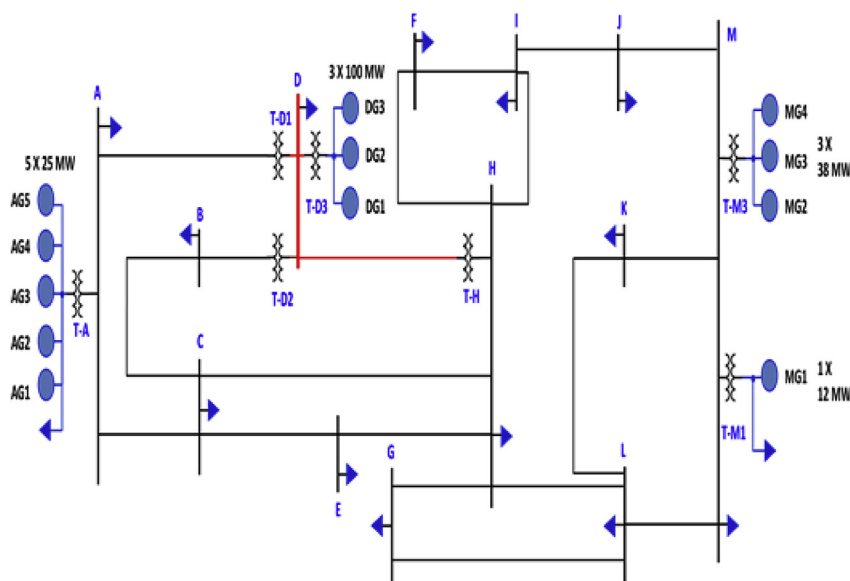 F
I
J
M
A
D
3 X 100 MW
DG3
T-D1
MG4
5 X 25 MW
DG2
MG3
3 X
38 MW
H
AG5
T-D3
DG1
T-M3
MG2
B
K
AG4
AG3
T-A
T-D2
T-H
AG2
C
AG1
MG1
1 X
12 MW
T-M1
G
L
E